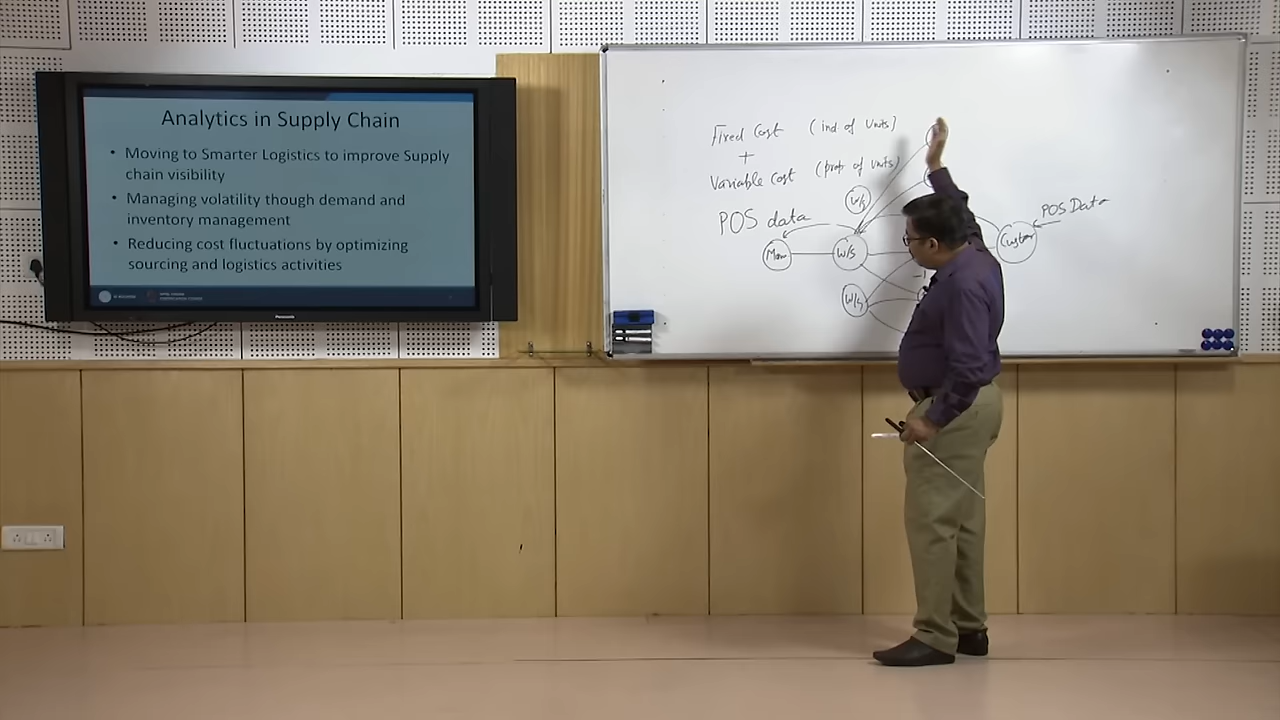 Analytics in Supply Chain
• Moving to Smarter Logistics to improve Supply
chain visibility
• Managing volatility though demand and
inventory management
• Reducing cost fluctuations by optimizing
sourcing and logistics activities
Panasonic
Fixed Cost (ind of Units)
+
Variable Cost (prop of units)
POS data
W/S
Man
W/S
W/S
Customer
POS Data